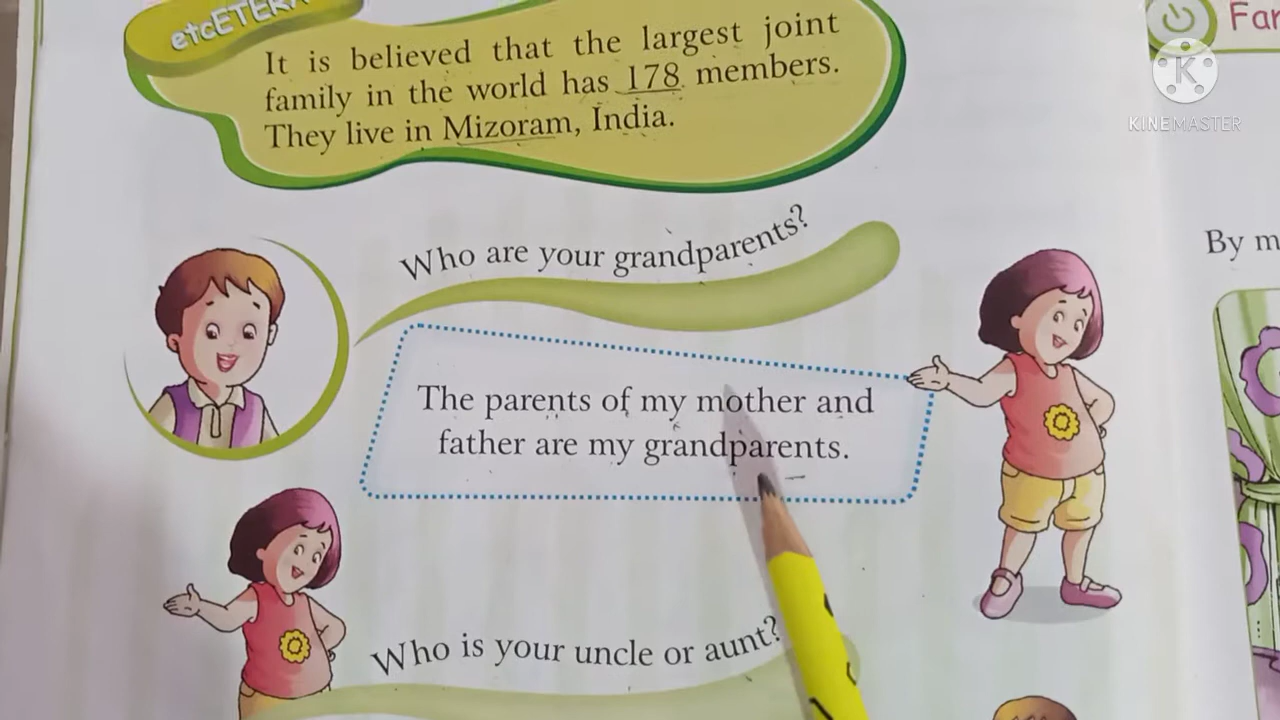 etcETERA
It is believed that the largest joint
family in the world has 178 members.
They live in Mizoram, India.
Far
KINEMASTER
Who are your grandparents?
By m
The parents of my mother and
father are my grandparents.
Who is your uncle or aunt?